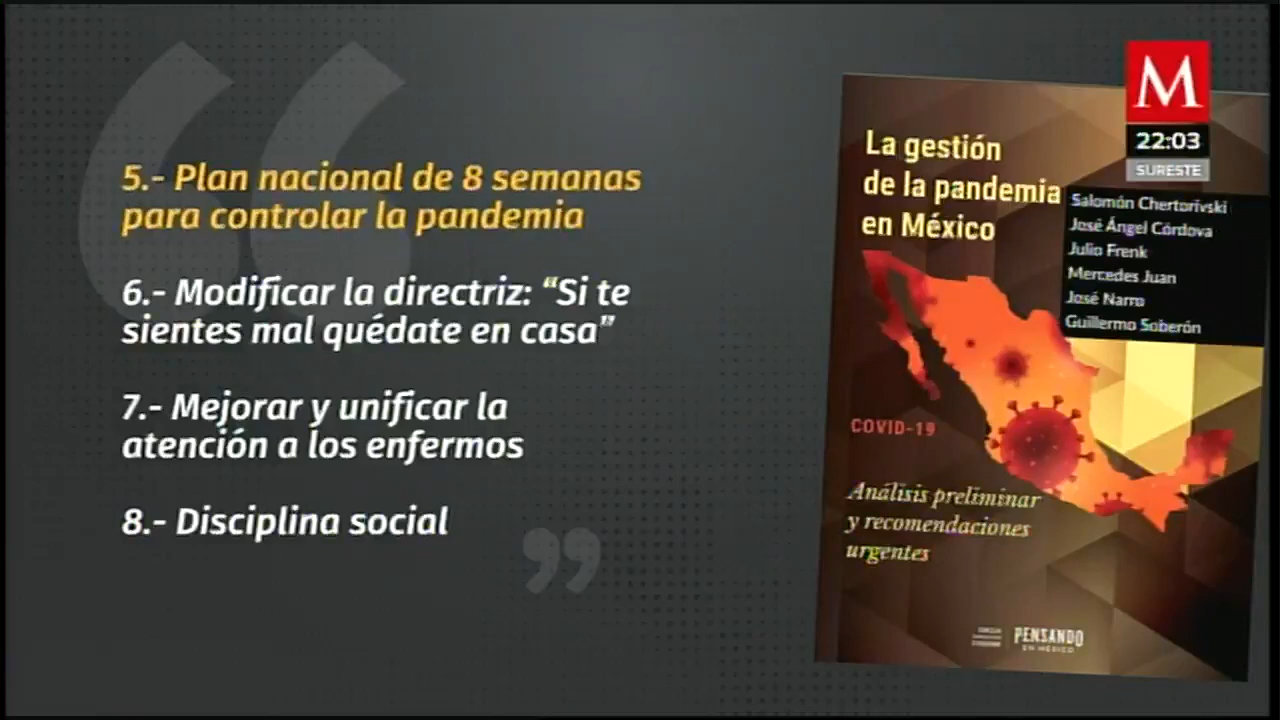 5.- Plan nacional de 8 semanas
para controlar la pandemia
6.- Modificar la directriz: “Si te
sientes mal quédate en casa”
7.- Mejorar y unificar la
atención a los enfermos
8.- Disciplina social
La gestión
de la pandemia
en México
Salomón Chertorivski
José Ángel Córdova
Julio Frenk
Mercedes Juan
José Narro
Guillermo Soberón
COVID-19
Análisis preliminar
y recomendaciones
urgentes
PENSANDO
EN MÉXICO
M
22:03
SURESTE